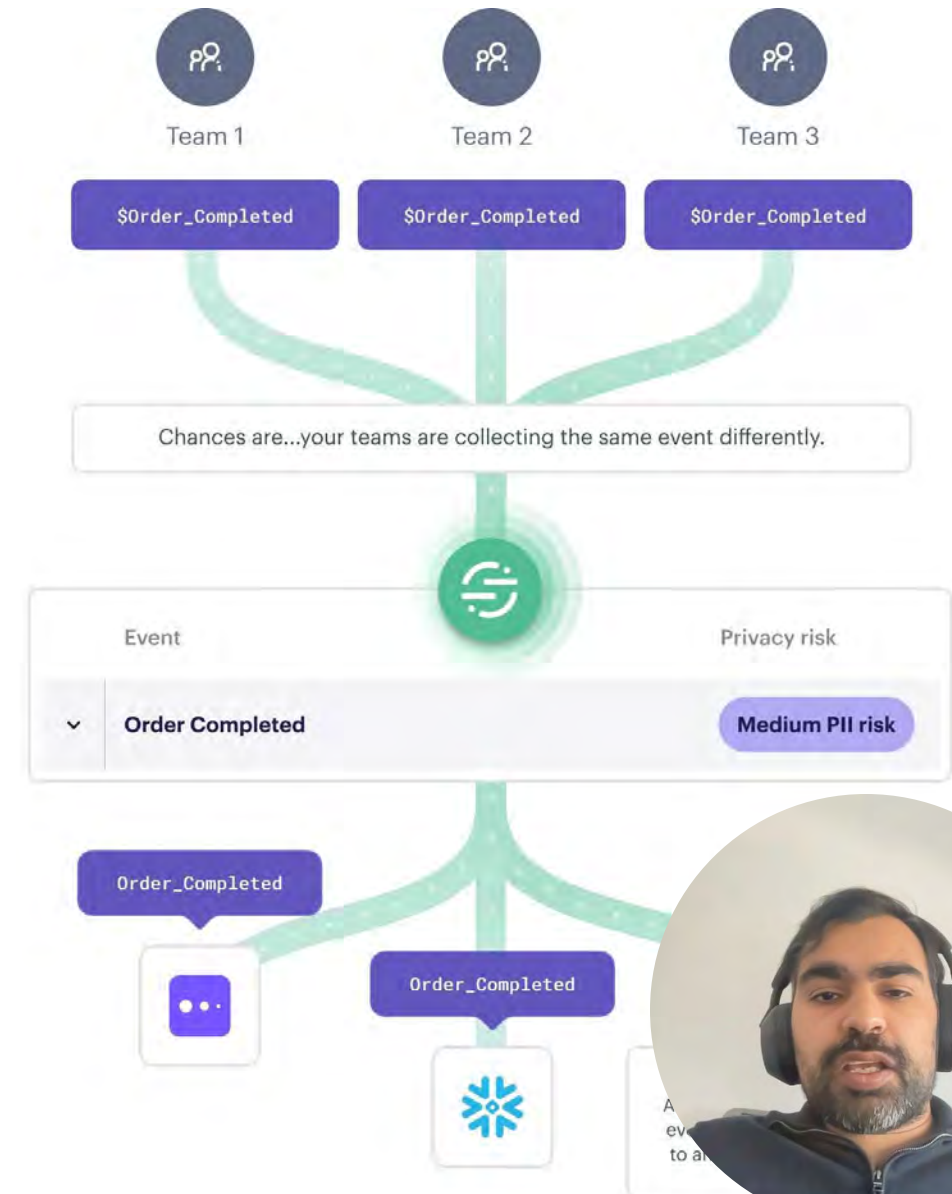 Team 1
Team 2
Team 3
$Order_Completed
$Order_Completed
$Order_Completed
Chances are...your teams are collecting the same event differently.
Event
Privacy risk
Order Completed
Medium PII risk
Order_Completed
Order_Completed
to